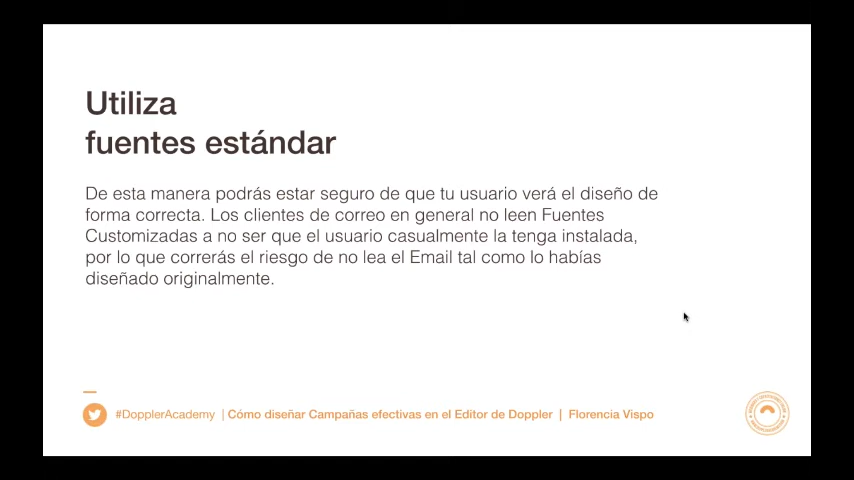 Utiliza
fuentes estándar
De esta manera podrás estar seguro de que tu usuario verá el diseño de
forma correcta. Los clientes de correo en general no leen Fuentes
Customizadas a no ser que el usuario casualmente la tenga instalada,
por lo que correrás el riesgo de no lea el Email tal como lo habías
diseñado originalmente.
#DopplerAcademy | Cómo diseñar Campañas efectivas en el Editor de Doppler | Florencia Vispo